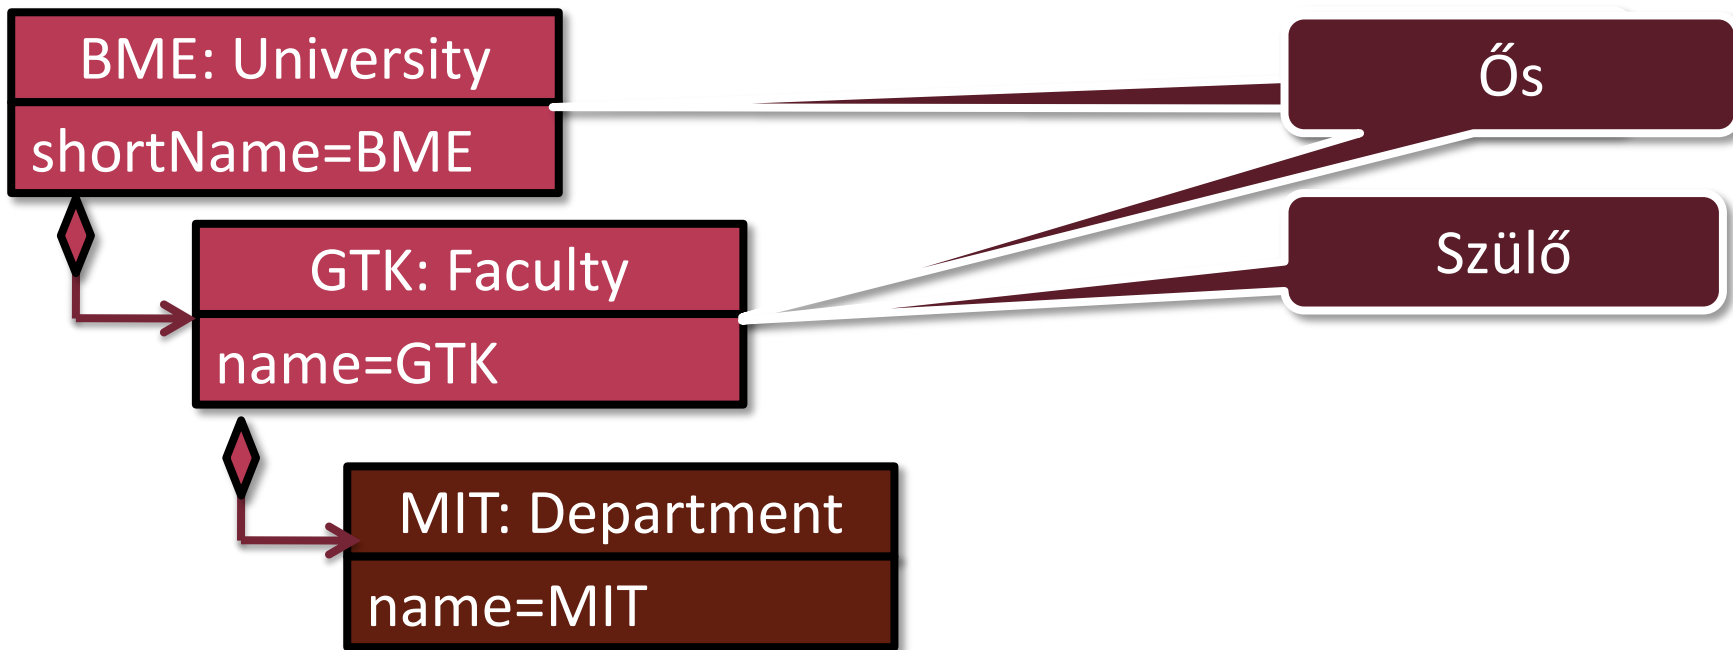 BME: University
shortName=BME
Ős
GTK: Faculty
name=GTK
Szülő
MIT: Department
name=MIT